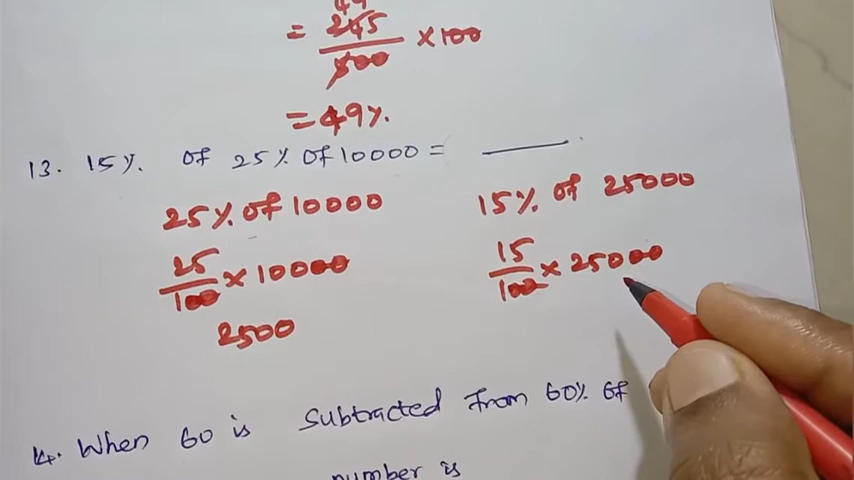 49
= 245/500 ×100
= 49%.
13. 15%. of 25% of 10000 = ______.
25% of 10000
25/100 × 10000
2500
15% of 25000
15/100 × 25000
14. When 60 is subtracted from 60% of
number is